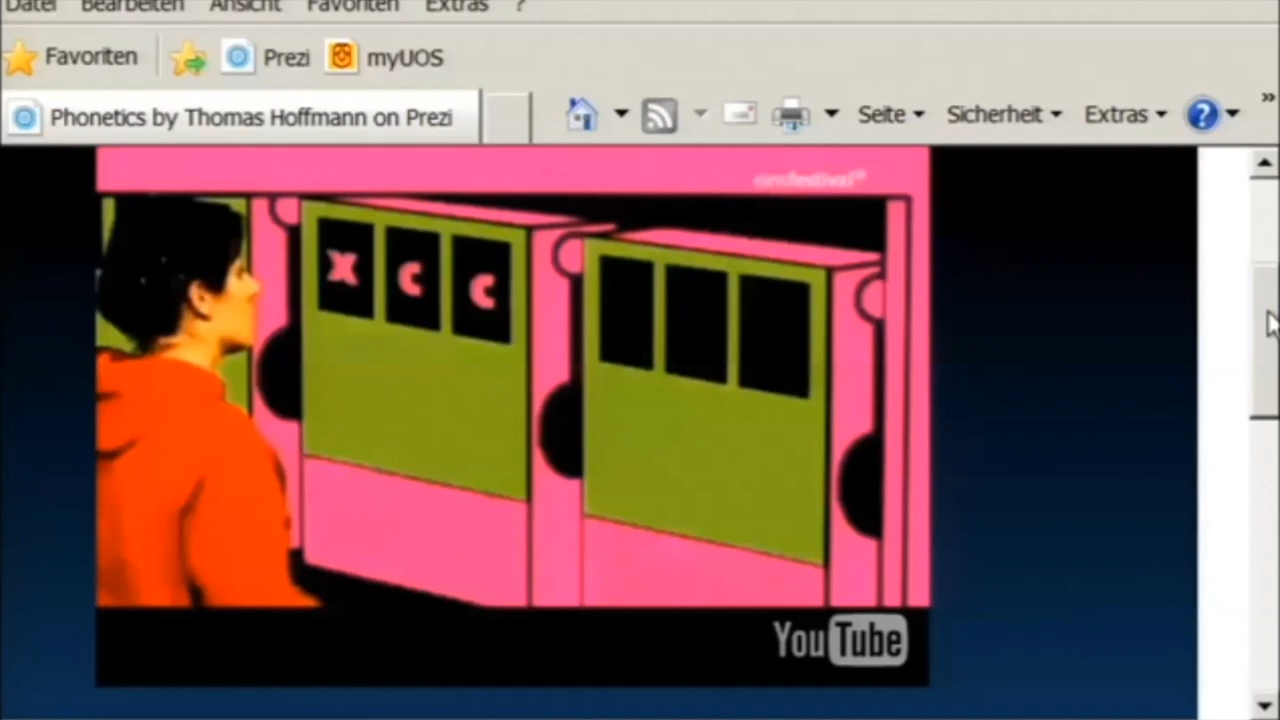 Datei Bearbeiten Ansicht Favoriten Extras ?
Favoriten Prezi myUOS
Phonetics by Thomas Hoffmann on Prezi Seite Sicherheit Extras ? »
x c c
YouTube